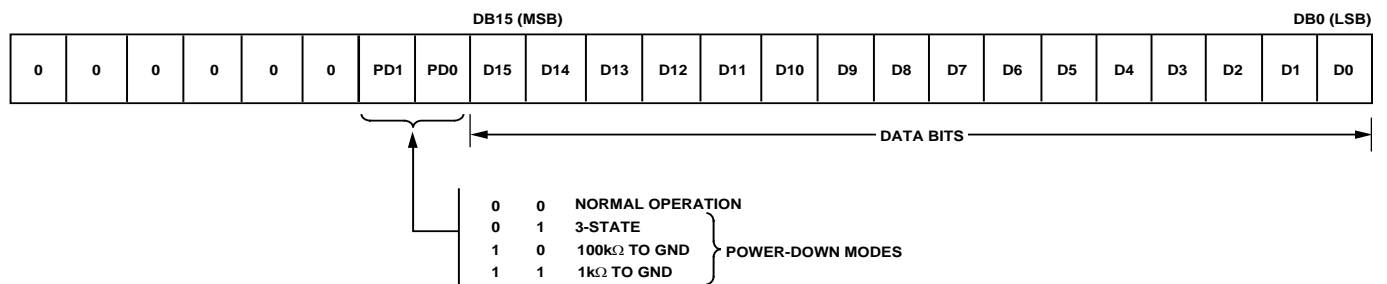 DB15 (MSB) DB0 (LSB)
0 0 0 0 0 0 PD1 PD0 D15 D14 D13 D12 D11 D10 D9 D8 D7 D6 D5 D4 D3 D2 D1 D0
DATA BITS
0 0 NORMAL OPERATION
0 1 3-STATE
1 0 100kΩ TO GND
POWER-DOWN MODES
1 1 1kΩ TO GND